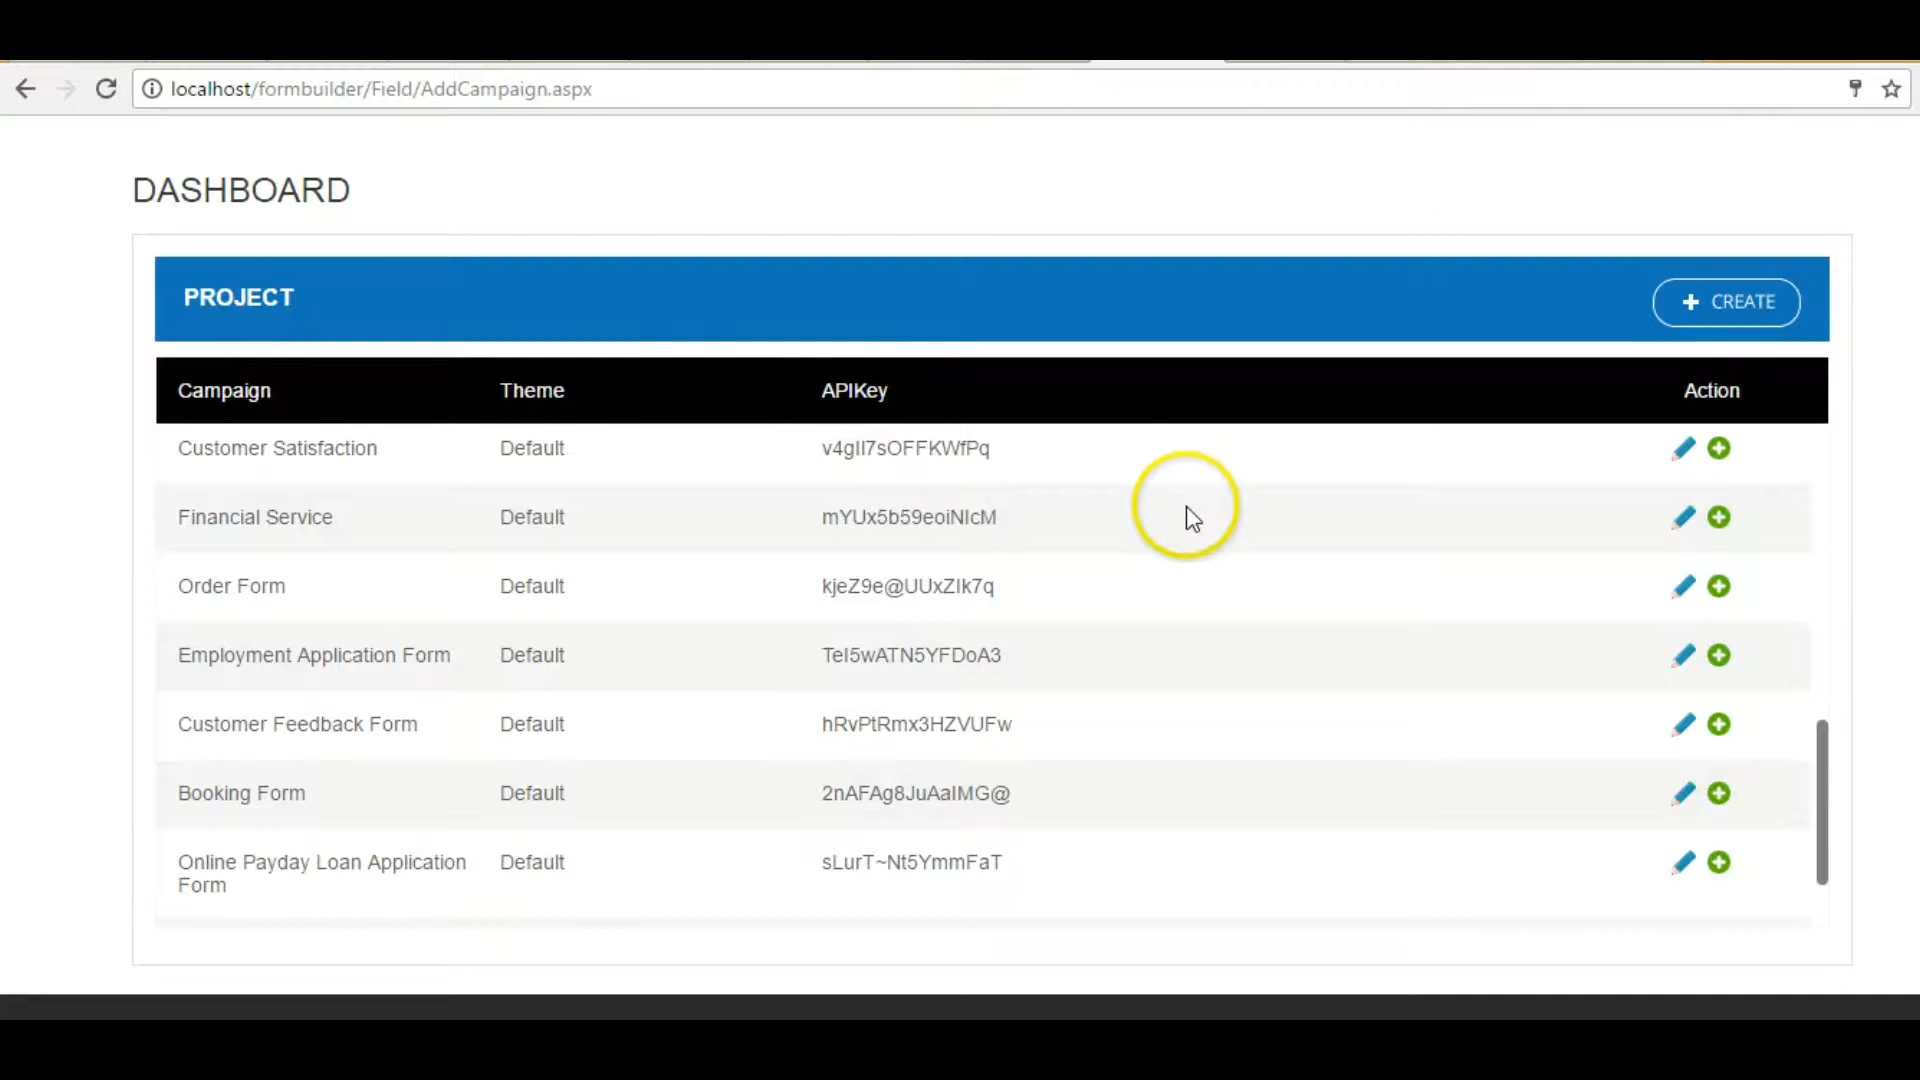 localhost/formbuilder/Field/AddCampaign.aspx
DASHBOARD
PROJECT
CREATE
Campaign Theme APIKey Action
Customer Satisfaction Default v4gIl7sOFFKWfPq
Financial Service Default mYUx5b59eoiNIcM
Order Form Default kjeZ9e@UUxZIk7q
Employment Application Form Default TeI5wATN5YFDoA3
Customer Feedback Form Default hRvPtRmx3HZVUFw
Booking Form Default 2nAFAg8JuAaIMG@
Online Payday Loan Application Default sLurT~Nt5YmmFaT
Form